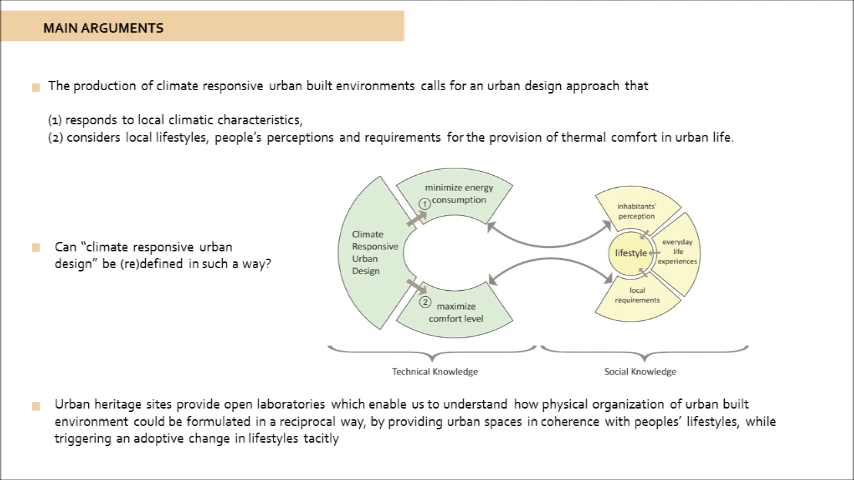 MAIN ARGUMENTS
The production of climate responsive urban built environments calls for an urban design approach that
(1) responds to local climatic characteristics,
(2) considers local lifestyles, people's perceptions and requirements for the provision of thermal comfort in urban life.
minimize energy
consumption
1
Climate
Responsive
Urban
Design
2
maximize
comfort level
inhabitants'
perception
everyday
life
experiences
lifestyle
local
requirements
Can "climate responsive urban
design" be (re)defined in such a way?
Technical Knowledge
Social Knowledge
Urban heritage sites provide open laboratories which enable us to understand how physical organization of urban built
environment could be formulated in a reciprocal way, by providing urban spaces in coherence with peoples' lifestyles, while
triggering an adoptive change in lifestyles tacitly